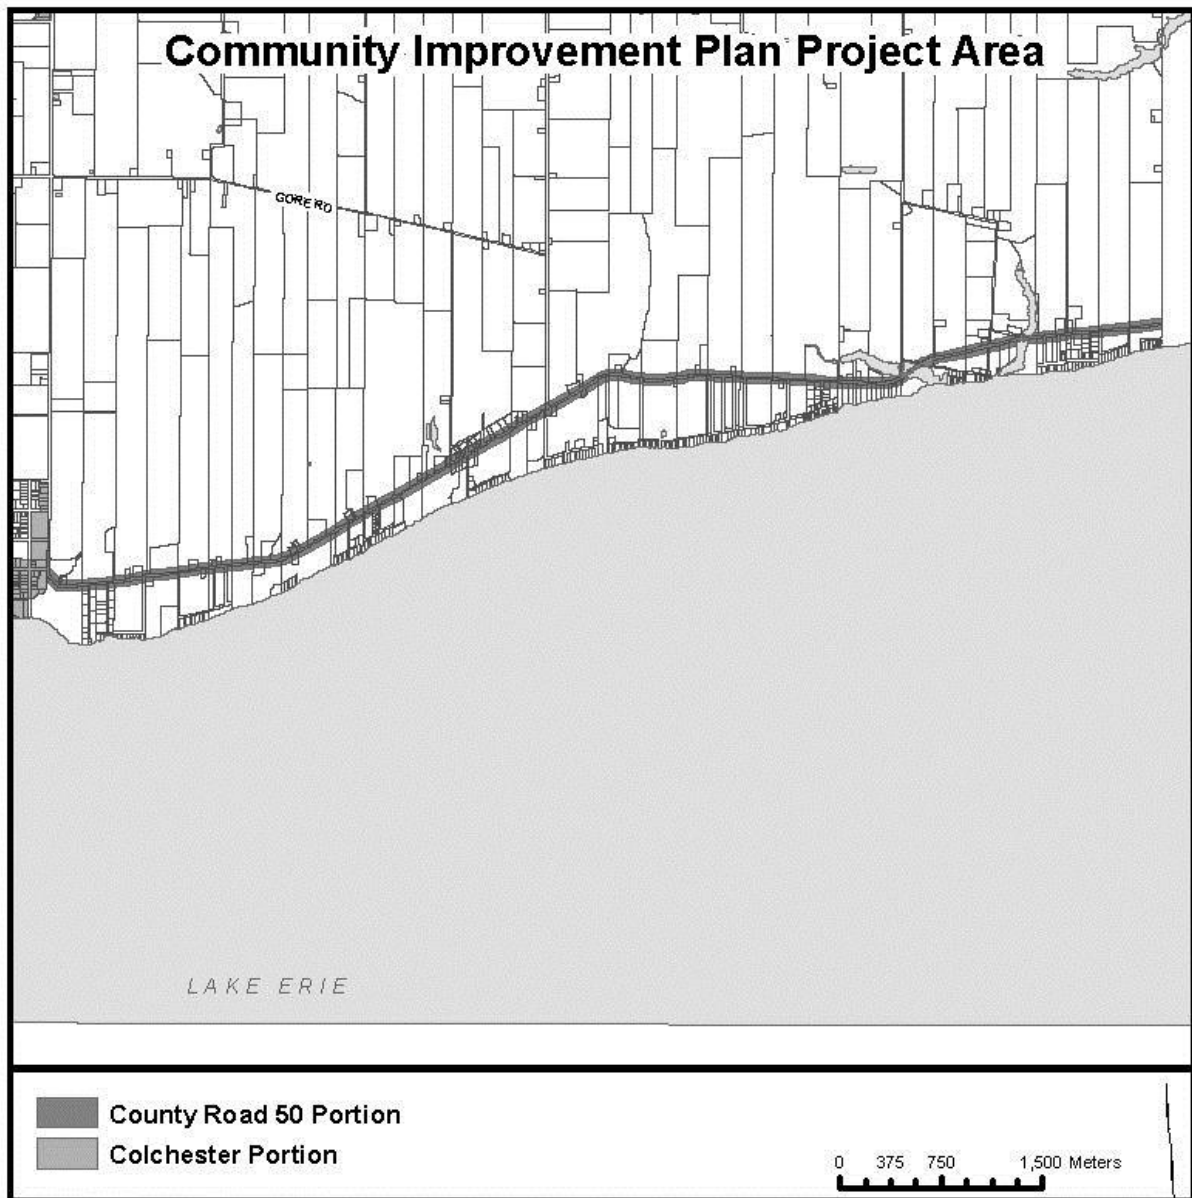 Community Improvement Plan Project Area
GORE RD
LAKE ERIE
County Road 50 Portion
Colchester Portion
0 375 750 1,500 Meters